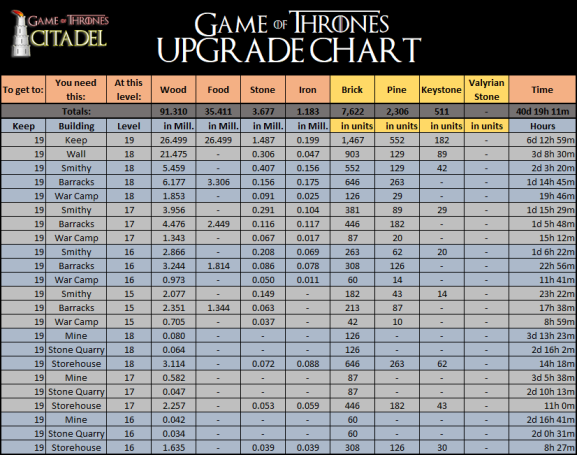 GAME OF THRONES
CITADEL
GAME OF THRONES
UPGRADE CHART
To get to: You need this: At this level: Wood Food Stone Iron Brick Pine Keystone Valyrian Stone Time
Totals: 91.310 35.411 3.677 1.183 7,622 2,306 511 - 40d 19h 11m
Keep Building Level in Mill. in Mill. in Mill. in Mill. in units in units in units in units Hours
19 Keep 19 26.499 26.499 1.487 0.199 1,467 552 182 6d 12h 59m
19 Wall 18 21.475 - 0.306 0.047 903 129 89 - 3d 8h 30m
19 Smithy 18 5.459 - 0.407 0.156 552 129 42 - 2d 3h 20m
19 Barracks 18 6.177 3.306 0.156 0.175 646 263 - - 1d 14h 45m
19 War Camp 18 1.853 - 0.091 0.025 126 29 - - 19h 46m
19 Smithy 17 3.956 - 0.291 0.104 381 89 29 - 1d 15h 29m
19 Barracks 17 4.476 2.449 0.116 0.117 446 182 - - 1d 5h 48m
19 War Camp 17 1.343 - 0.067 0.017 87 20 - - 15h 12m
19 Smithy 16 2.866 - 0.208 0.069 263 62 20 - 1d 6h 22m
19 Barracks 16 3.244 1.814 0.086 0.078 308 126 - - 22h 56m
19 War Camp 16 0.973 - 0.050 0.011 60 14 - - 11h 41m
19 Smithy 15 2.077 - 0.149 - 182 43 14 - 23h 22m
19 Barracks 15 2.351 1.344 0.063 - 213 87 - - 17h 38m
19 War Camp 15 0.705 - 0.037 - 42 10 - - 8h 59m
19 Mine 18 0.080 - - - 126 - - - 3d 13h 23m
19 Stone Quarry 18 0.064 - - - 126 - - - 2d 16h 2m
19 Storehouse 18 3.114 - 0.072 0.088 646 263 62 - 14h 18m
19 Mine 17 0.582 - - - 87 - - - 3d 5h 38m
19 Stone Quarry 17 0.047 - - - 87 - - - 2d 10h 13m
19 Storehouse 17 2.257 - 0.053 0.059 446 182 43 - 11h 0m
19 Mine 16 0.042 - - - 60 - - - 2d 16h 41m
19 Stone Quarry 16 0.034 - - - 60 - - - 2d 0h 31m
19 Storehouse 16 1.635 - 0.039 0.039 308 126 30 - 8h 27m